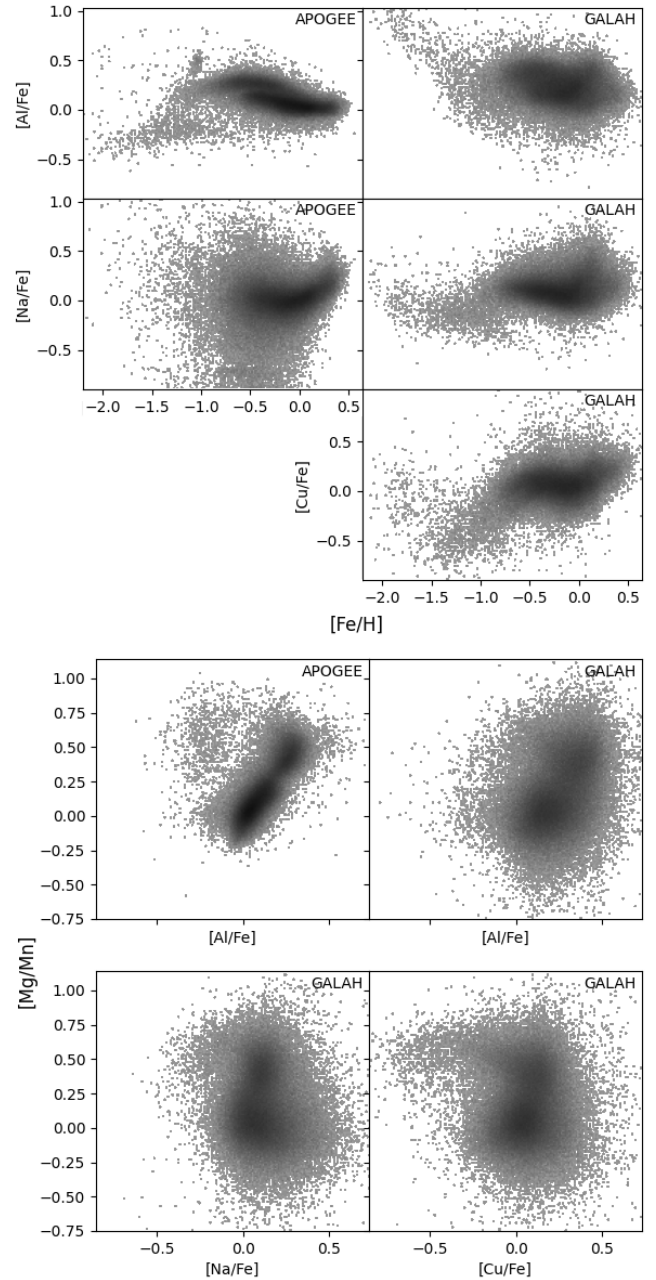 APOGEE GALAH
1.0
0.5
0.0
−0.5
[Al/Fe]
APOGEE GALAH
1.0
0.5
0.0
−0.5
[Na/Fe]
−2.0 −1.5 −1.0 −0.5 0.0 0.5
GALAH
0.5
0.0
−0.5
[Cu/Fe]
−2.0 −1.5 −1.0 −0.5 0.0 0.5
[Fe/H]
APOGEE GALAH
1.00
0.75
0.50
0.25
0.00
−0.25
−0.50
−0.75
[Al/Fe] [Al/Fe]
[Mg/Mn]
GALAH GALAH
1.00
0.75
0.50
0.25
0.00
−0.25
−0.50
−0.75
−0.5 0.0 0.5 −0.5 0.0 0.5
[Na/Fe] [Cu/Fe]